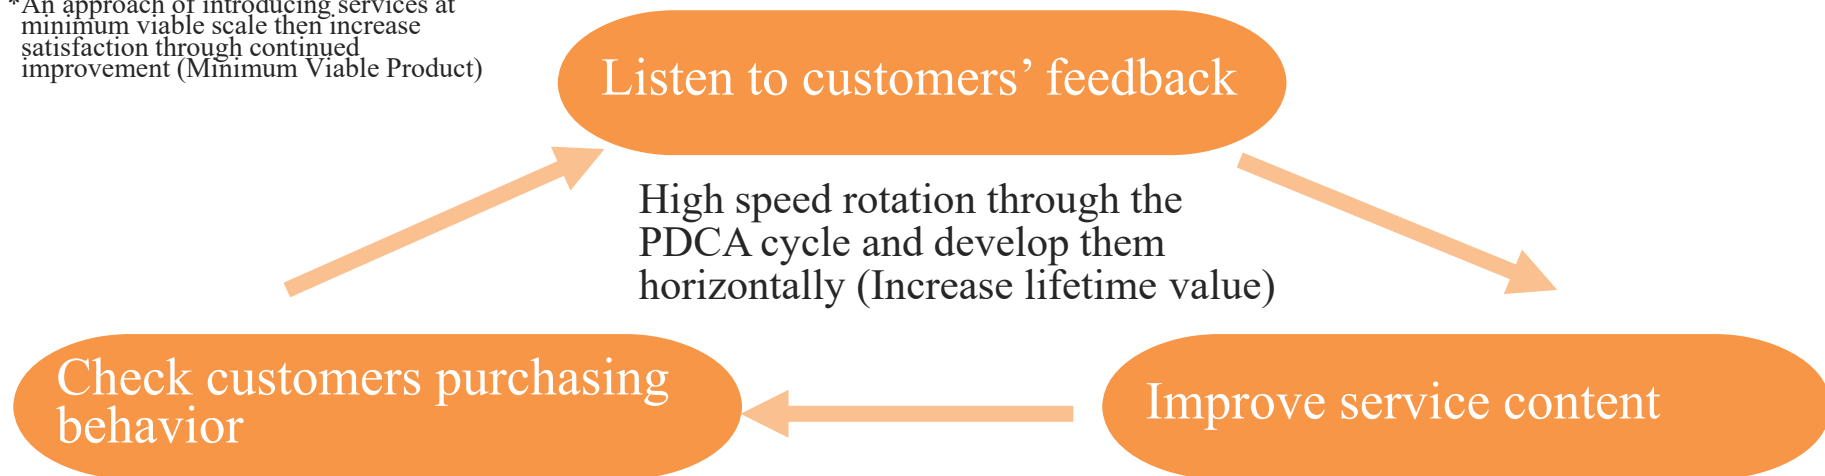 *An approach of introducing services at
minimum viable scale then increase
satisfaction through continued
improvement (Minimum Viable Product)
Listen to customers’ feedback
High speed rotation through the
PDCA cycle and develop them
horizontally (Increase lifetime value)
Check customers purchasing
behavior
Improve service content